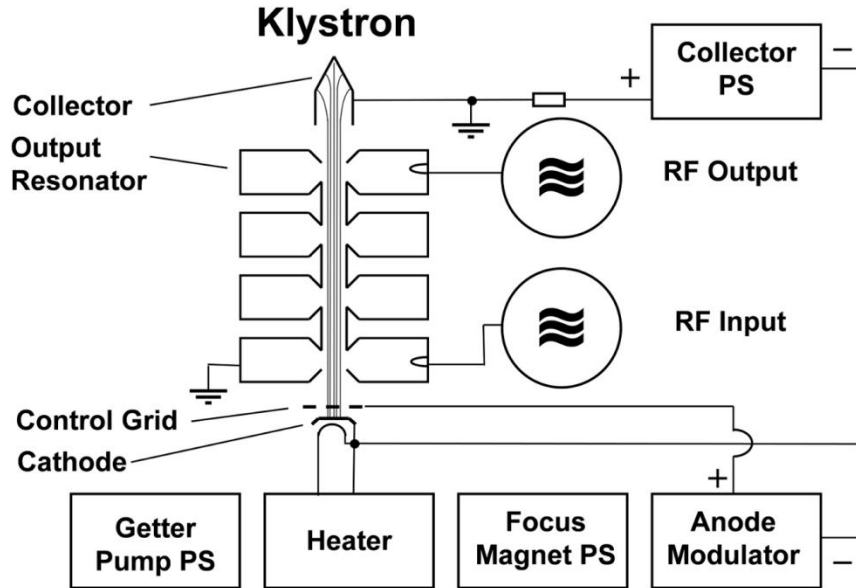 Klystron
Collector
PS
+
−
Collector
Output
Resonator
RF Output
RF Input
Control Grid
Cathode
+
Getter
Pump PS
Heater
Focus
Magnet PS
Anode
Modulator
−